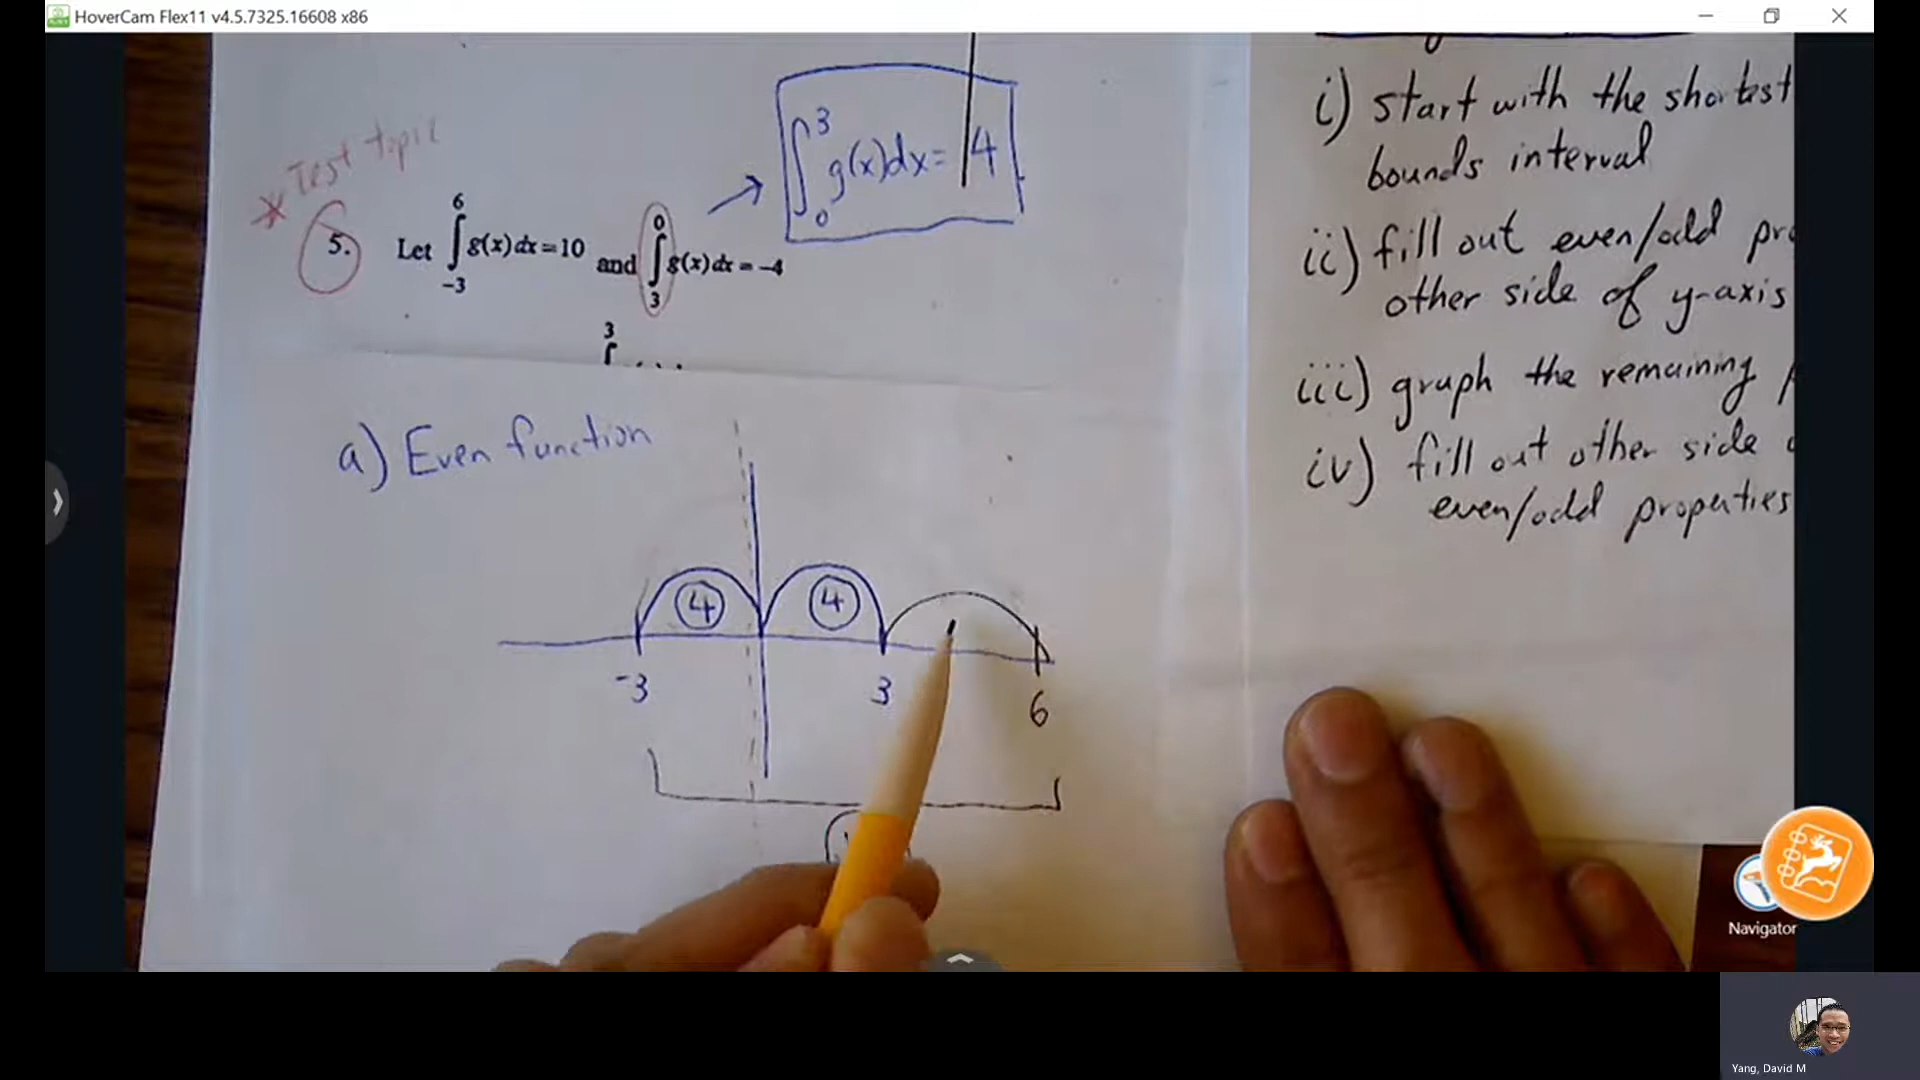 HoverCam Flex11 v4.5.7325.16608 x86
* Test topic
5. Let ∫_{-3}^{6} g(x) dx = 10 and ∫_{3}^{0} g(x) dx = -4
→ ∫_{0}^{3} g(x) dx = 4
3
a) Even function
4 4
-3 3 6
i) start with the shortest
bounds interval
ii) fill out even/odd
other side of y-axis
iii) graph the remaining
iv) fill out other side
even/odd properties
Navigator
Yang, David M